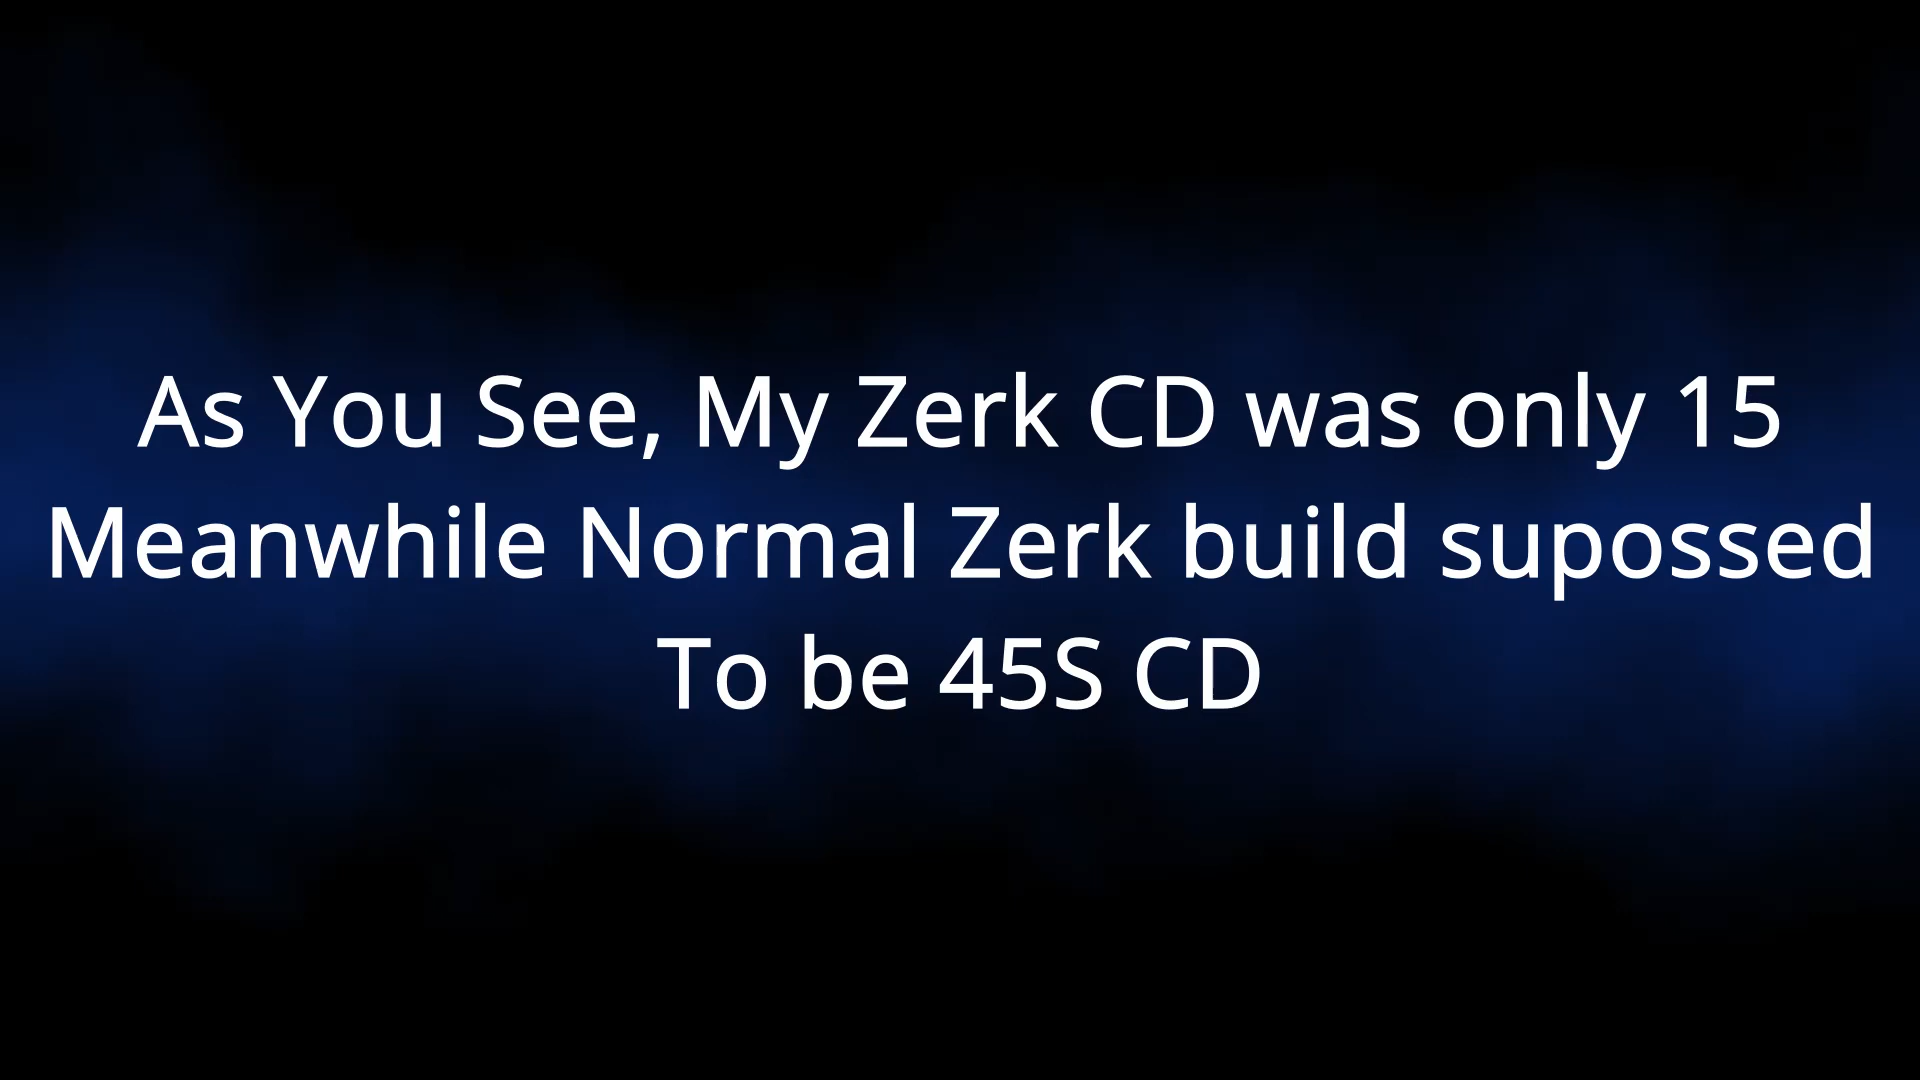 As You See, My Zerk CD was only 15
Meanwhile Normal Zerk build supossed
To be 45S CD